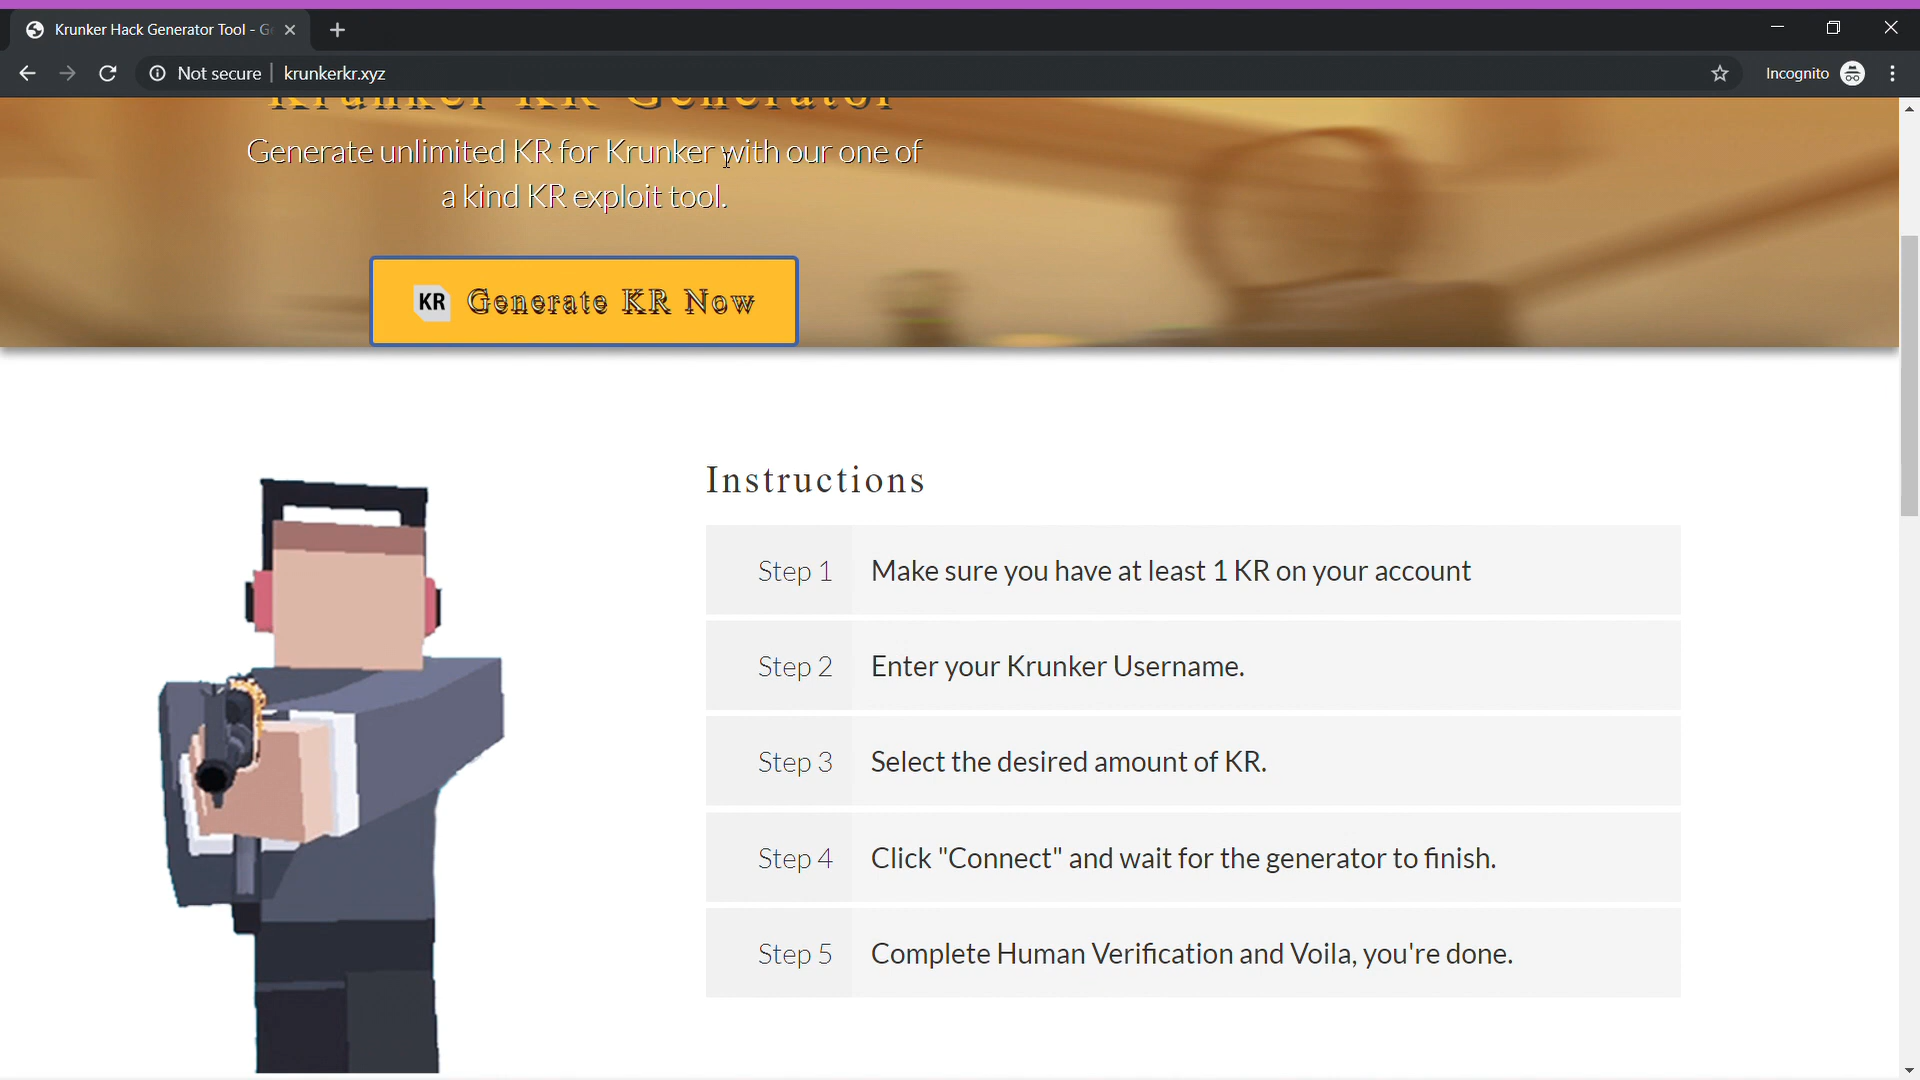 Krunker Hack Generator Tool - G
Not secure
krunkerkr.xyz
Incognito
Krunker KR Generator
Generate unlimited KR for Krunker with our one of
a kind KR exploit tool.
KR Generate KR Now
Instructions
Step 1 Make sure you have at least 1 KR on your account
Step 2 Enter your Krunker Username.
Step 3 Select the desired amount of KR.
Step 4 Click "Connect" and wait for the generator to finish.
Step 5 Complete Human Verification and Voila, you're done.